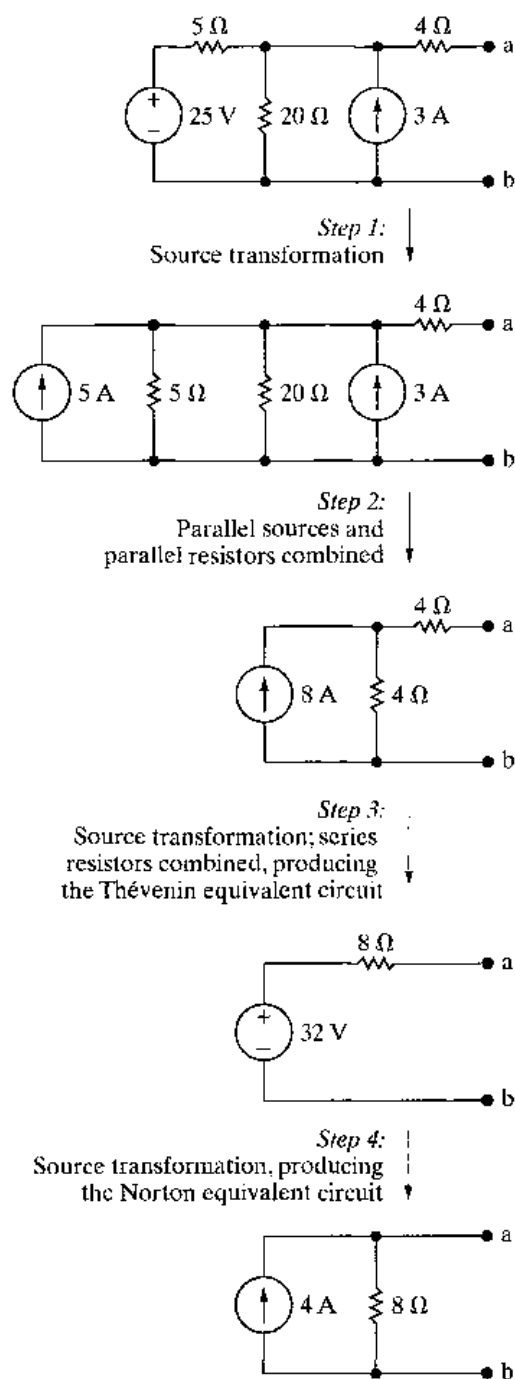 5 Ω 4 Ω
a
+
−
25 V 20 Ω 3 A
b
Step 1:
Source transformation
4 Ω
a
5 A 5 Ω 20 Ω 3 A
b
Step 2:
Parallel sources and
parallel resistors combined
4 Ω
a
8 A 4 Ω
b
Step 3:
Source transformation; series
resistors combined, producing
the Thévenin equivalent circuit
8 Ω
a
+
−
32 V
b
Step 4:
Source transformation, producing
the Norton equivalent circuit
a
4 A 8 Ω
b